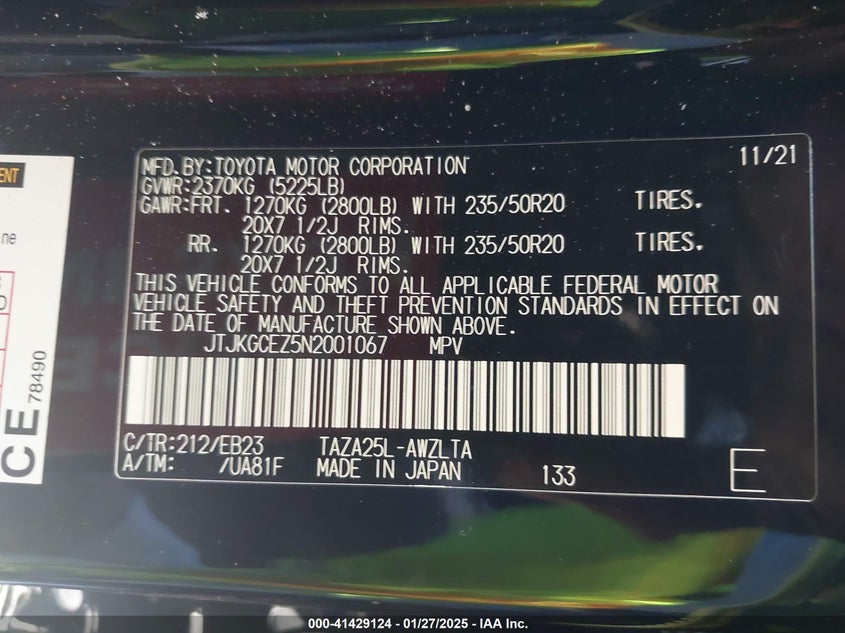 ENT
ne
D
CE 78490
MFD.BY:TOYOTA MOTOR CORPORATION 11/21
GVWR:2370KG (5225LB)
GAWR:FRT. 1270KG (2800LB) WITH 235/50R20 TIRES.
20X7 1/2J RIMS.
RR. 1270KG (2800LB) WITH 235/50R20 TIRES.
20X7 1/2J RIMS.
THIS VEHICLE CONFORMS TO ALL APPLICABLE FEDERAL MOTOR
VEHICLE SAFETY AND THEFT PREVENTION STANDARDS IN EFFECT ON
THE DATE OF MANUFACTURE SHOWN ABOVE.
JTJKGCEZ5N2001067 MPV
C/TR:212/EB23 TAZA25L-AWZLTA
A/TM: /UA81F MADE IN JAPAN 133 E
000-41429124 - 01/27/2025 - IAA Inc.